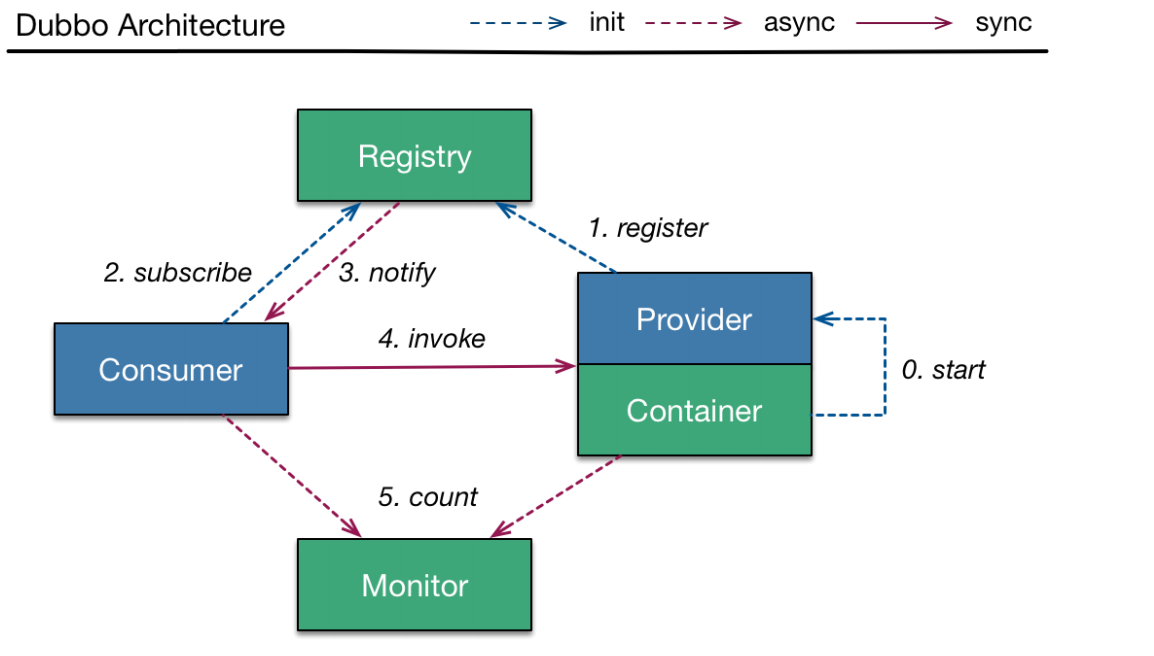 Dubbo Architecture
init
async
sync
Registry
1. register
2. subscribe
3. notify
Provider
4. invoke
Consumer
0. start
Container
5. count
Monitor